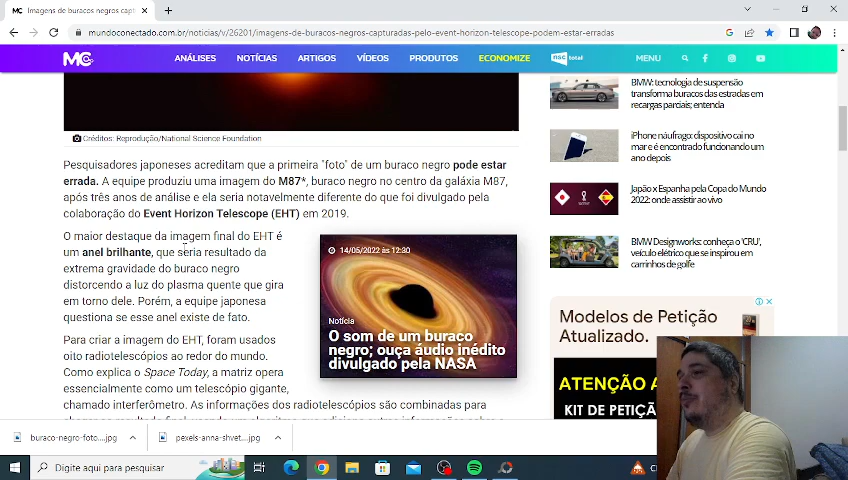 Imagens de buracos negros capt
mundoconectado.com.br/noticias/v/26201/imagens-de-buracos-negros-capturadas-pelo-event-horizon-telescope-podem-estar-erradas
MC
ANÁLISES
NOTÍCIAS
ARTIGOS
VÍDEOS
PRODUTOS
ECONOMIZE
nsc total
MENU
Créditos: Reprodução/National Science Foundation
Pesquisadores japoneses acreditam que a primeira "foto" de um buraco negro pode estar
errada. A equipe produziu uma imagem do M87*, buraco negro no centro da galáxia M87,
após três anos de análise e ela seria notavelmente diferente do que foi divulgado pela
colaboração do Event Horizon Telescope (EHT) em 2019.
O maior destaque da imagem final do EHT é
um anel brilhante, que seria resultado da
extrema gravidade do buraco negro
distorcendo a luz do plasma quente que gira
em torno dele. Porém, a equipe japonesa
questiona se esse anel existe de fato.
14/05/2022 às 12:30
Notícia
O som de um buraco
negro; ouça áudio inédito
divulgado pela NASA
Para criar a imagem do EHT, foram usados
oito radiotelescópios ao redor do mundo.
Como explica o Space Today, a matriz opera
essencialmente como um telescópio gigante,
chamado interferômetro. As informações dos radiotelescópios são combinadas para
BMW: tecnologia de suspensão
transforma buracos das estradas em
recargas parciais; entenda
iPhone náufrago: dispositivo cai no
mar e é encontrado funcionando um
ano depois
Japão x Espanha pela Copa do Mundo
2022: onde assistir ao vivo
BMW Designworks: conheça o 'CRU',
veículo elétrico que se inspirou em
carrinhos de golfe
Modelos de Petição
Atualizado.
ATENÇÃO A
KIT DE PETIÇÃ
buraco-negro-foto....jpg
pexels-anna-shvet....jpg
Digite aqui para pesquisar